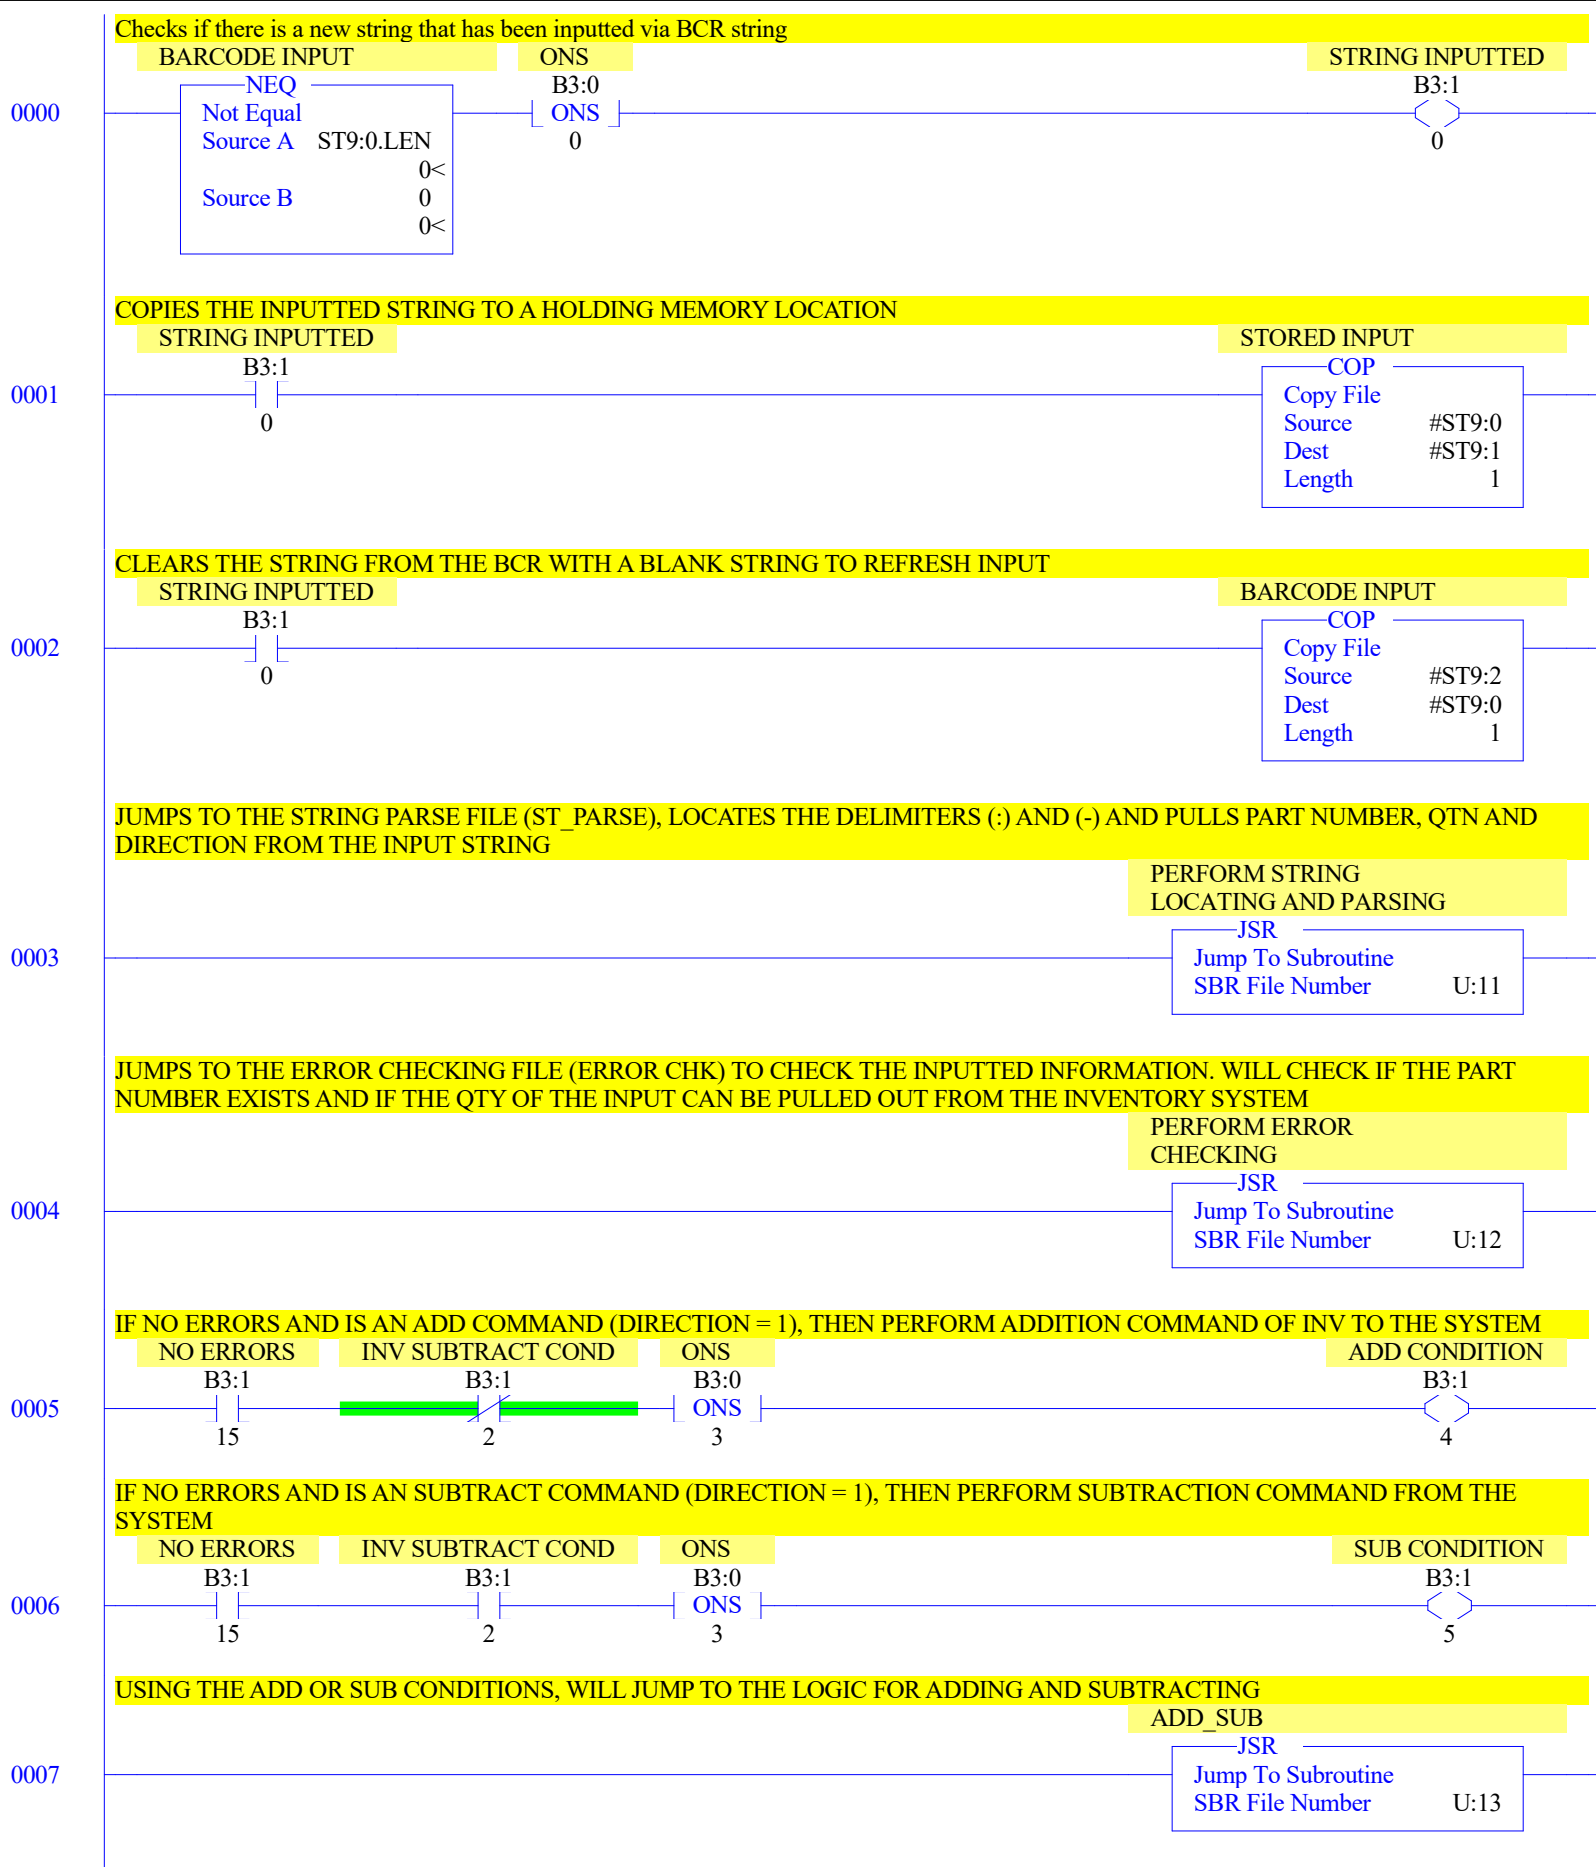 Checks if there is a new string that has been inputted via BCR string
BARCODE INPUT ONS STRING INPUTTED
NEQ B3:0 B3:1
0000 Not Equal ONS
Source A ST9:0.LEN 0 0
0<
Source B 0
0<
COPIES THE INPUTTED STRING TO A HOLDING MEMORY LOCATION
STRING INPUTTED STORED INPUT
B3:1 COP
0001 Copy File
0 Source #ST9:0
Dest #ST9:1
Length 1
CLEARS THE STRING FROM THE BCR WITH A BLANK STRING TO REFRESH INPUT
STRING INPUTTED BARCODE INPUT
B3:1 COP
0002 Copy File
0 Source #ST9:2
Dest #ST9:0
Length 1
JUMPS TO THE STRING PARSE FILE (ST_PARSE), LOCATES THE DELIMITERS (:) AND (-) AND PULLS PART NUMBER, QTN AND
DIRECTION FROM THE INPUT STRING
PERFORM STRING
LOCATING AND PARSING
JSR
0003 Jump To Subroutine
SBR File Number U:11
JUMPS TO THE ERROR CHECKING FILE (ERROR CHK) TO CHECK THE INPUTTED INFORMATION. WILL CHECK IF THE PART
NUMBER EXISTS AND IF THE QTY OF THE INPUT CAN BE PULLED OUT FROM THE INVENTORY SYSTEM
PERFORM ERROR
CHECKING
JSR
0004 Jump To Subroutine
SBR File Number U:12
IF NO ERRORS AND IS AN ADD COMMAND (DIRECTION = 1), THEN PERFORM ADDITION COMMAND OF INV TO THE SYSTEM
NO ERRORS INV SUBTRACT COND ONS ADD CONDITION
B3:1 B3:1 B3:0 B3:1
0005 ONS
15 2 3 4
IF NO ERRORS AND IS AN SUBTRACT COMMAND (DIRECTION = 1), THEN PERFORM SUBTRACTION COMMAND FROM THE
SYSTEM
NO ERRORS INV SUBTRACT COND ONS SUB CONDITION
B3:1 B3:1 B3:0 B3:1
0006 ONS
15 2 3 5
USING THE ADD OR SUB CONDITIONS, WILL JUMP TO THE LOGIC FOR ADDING AND SUBTRACTING
ADD_SUB
JSR
0007 Jump To Subroutine
SBR File Number U:13